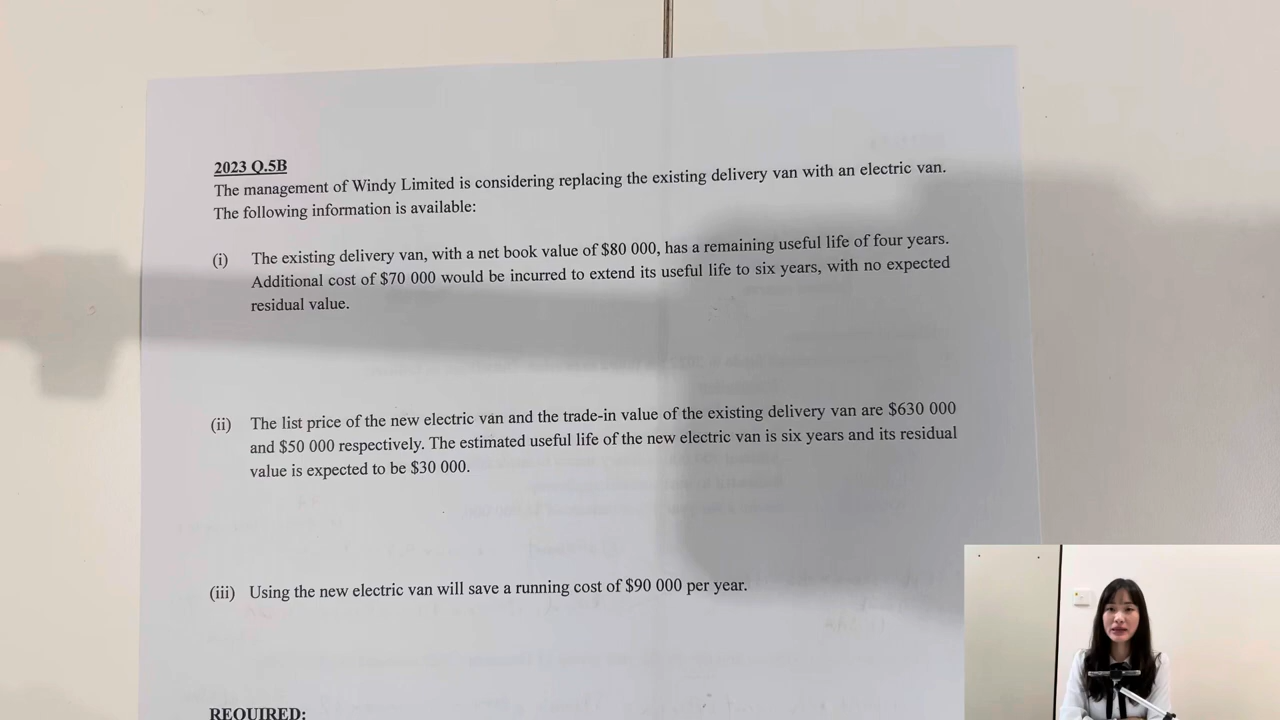 2023 Q.5B
The management of Windy Limited is considering replacing the existing delivery van with an electric van.
The following information is available:
(i) The existing delivery van, with a net book value of $80 000, has a remaining useful life of four years.
Additional cost of $70 000 would be incurred to extend its useful life to six years, with no expected
residual value.
(ii) The list price of the new electric van and the trade-in value of the existing delivery van are $630 000
and $50 000 respectively. The estimated useful life of the new electric van is six years and its residual
value is expected to be $30 000.
(iii) Using the new electric van will save a running cost of $90 000 per year.
REQUIRED: